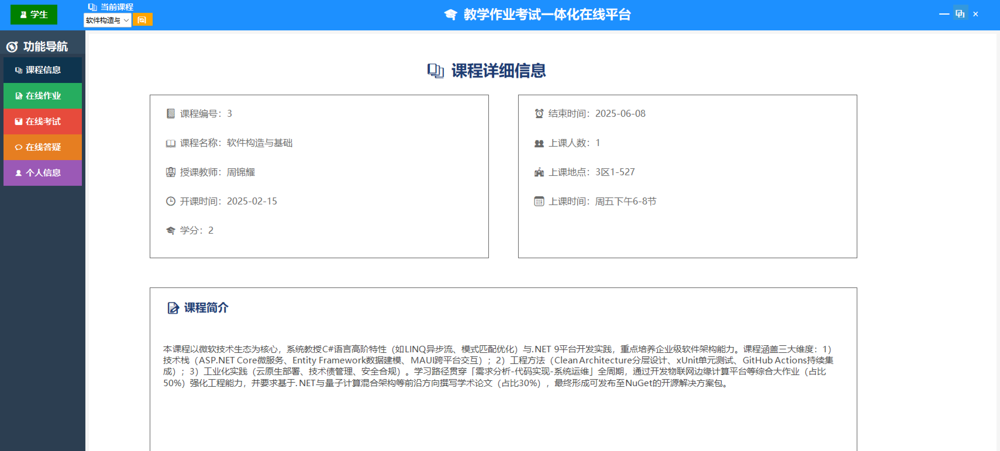 学生
当前课程
软件构造与
教学作业考试一体化在线平台
功能导航
课程信息
在线作业
在线考试
在线答疑
个人信息
课程详细信息
课程编号：3
课程名称：软件构造与基础
授课教师：周锦耀
开课时间：2025-02-15
学分：2
结束时间：2025-06-08
上课人数：1
上课地点：3区1-527
上课时间：周五下午6-8节
课程简介
本课程以微软技术生态为核心，系统教授C#语言高阶特性（如LINQ异步流、模式匹配优化）与.NET 9平台开发实践，重点培养企业级软件架构能力。课程涵盖三大维度：1）
技术栈（ASP.NET Core微服务、Entity Framework数据建模、MAUI跨平台交互）；2）工程方法（Clean Architecture分层设计、xUnit单元测试、GitHub Actions持续集
成）；3）工业化实践（云原生部署、技术债管理、安全合规）。学习路径贯穿「需求分析-代码实现-系统运维」全周期，通过开发物联网边缘计算平台等综合大作业（占比
50%）强化工程能力，并要求基于.NET与量子计算混合架构等前沿方向撰写学术论文（占比30%），最终形成可发布至NuGet的开源解决方案包。